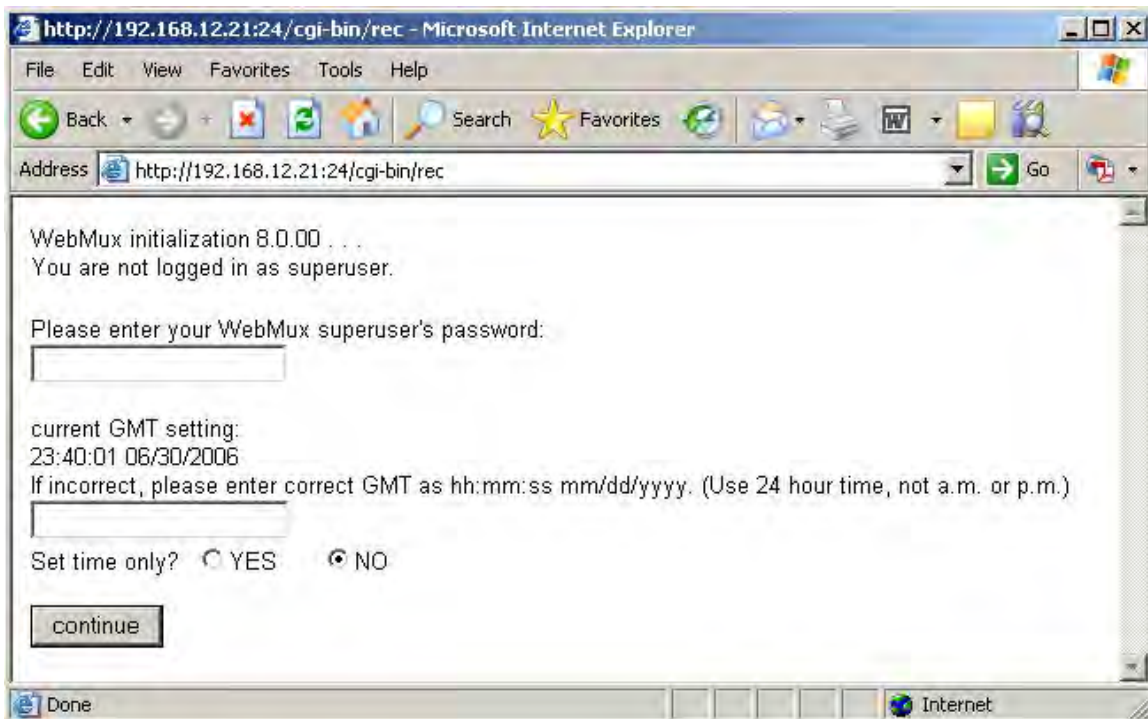 http://192.168.12.21:24/cgi-bin/rec - Microsoft Internet Explorer
File Edit View Favorites Tools Help
Back Search Favorites
Address http://192.168.12.21:24/cgi-bin/rec Go
WebMux initialization 8.0.00 . . .
You are not logged in as superuser.
Please enter your WebMux superuser's password:
current GMT setting:
23:40:01 06/30/2006
If incorrect, please enter correct GMT as hh:mm:ss mm/dd/yyyy. (Use 24 hour time, not a.m. or p.m.)
Set time only? YES NO
continue
Done Internet